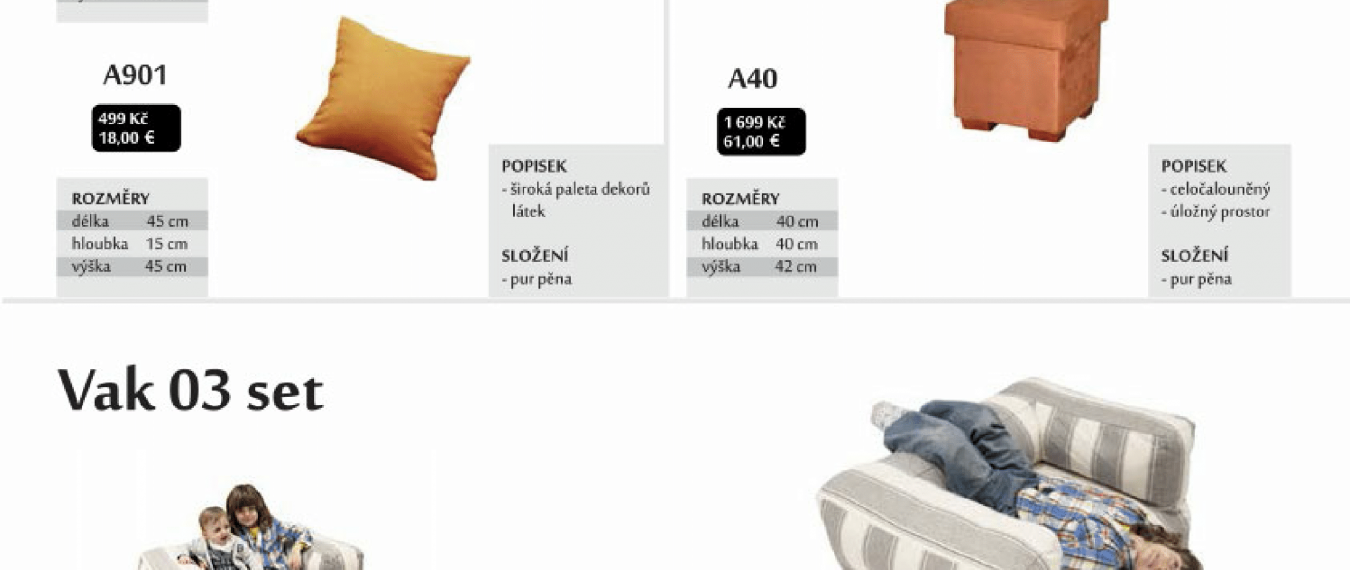 A901
499 Kč
18,00 €
ROZMĚRY
délka 45 cm
hloubka 15 cm
výška 45 cm
POPISEK
- široká paleta dekorů
látek
SLOŽENÍ
- pur pěna
A40
1 699 Kč
61,00 €
ROZMĚRY
délka 40 cm
hloubka 40 cm
výška 42 cm
POPISEK
- celočalouněný
- úložný prostor
SLOŽENÍ
- pur pěna
Vak 03 set